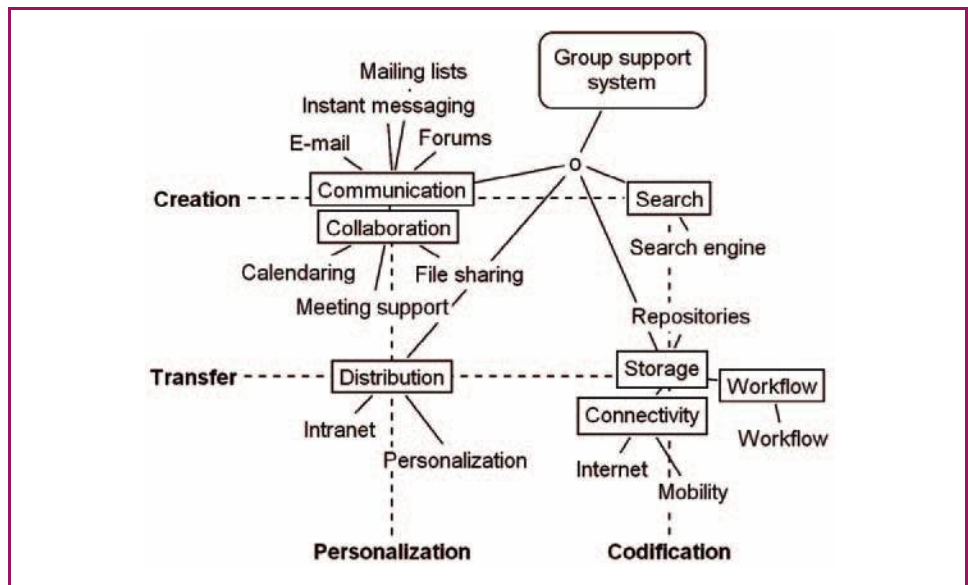 Group support
system
Mailing lists
Instant messaging
E-mail
Forums
Communication
Creation
Search
Collaboration
Search engine
Calendaring
File sharing
Meeting support
Repositories
Transfer
Distribution
Storage
Workflow
Connectivity
Intranet
Workflow
Personalization
Internet
Mobility
Personalization
Codification